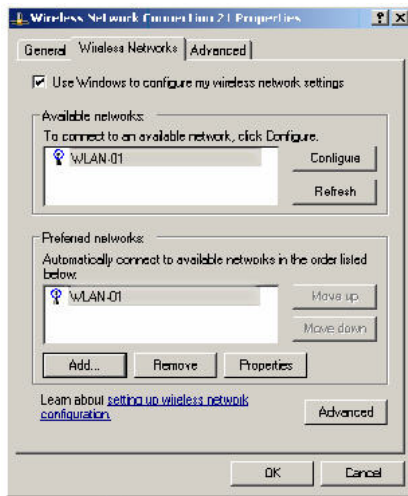 Wireless Network Connection 21 Properties
General Wireless Networks Advanced
Use Windows to configure my wireless network settings
Available networks:
To connect to an available network, click Configure.
WLAN-01
Configure
Refresh
Preferred networks:
Automatically connect to available networks in the order listed
below:
WLAN-01
Move up
Move down
Add... Remove Properties
Learn about setting up wireless network
configuration.
Advanced
OK Cancel